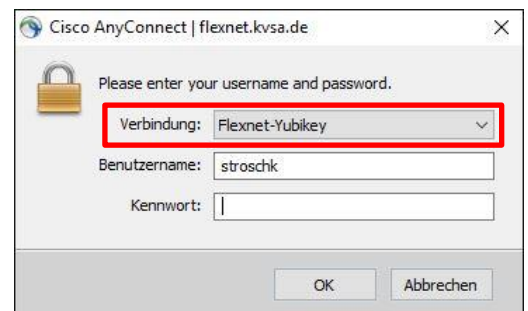 Cisco AnyConnect | flexnet.kvsa.de
Please enter your username and password.
Verbindung: Flexnet-Yubikey
Benutzername: stroschk
Kennwort:
OK Abbrechen